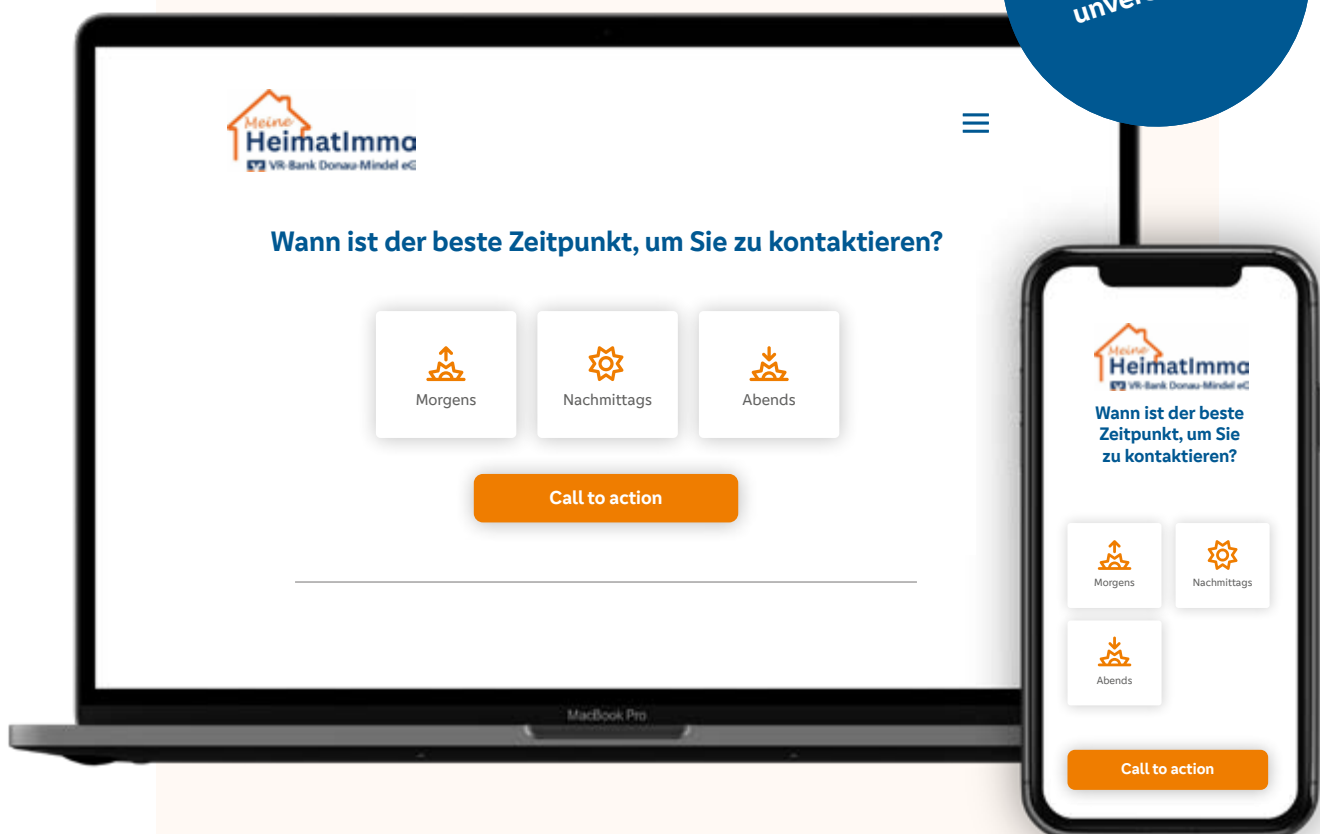 Meine
HeimatImmo
VR-Bank Donau-Mindel eG
Wann ist der beste Zeitpunkt, um Sie zu kontaktieren?
Morgens
Nachmittags
Abends
Call to action
MacBook Pro
Meine
HeimatImmo
VR-Bank Donau-Mindel eG
Wann ist der beste
Zeitpunkt, um Sie
zu kontaktieren?
Morgens
Nachmittags
Abends
Call to action